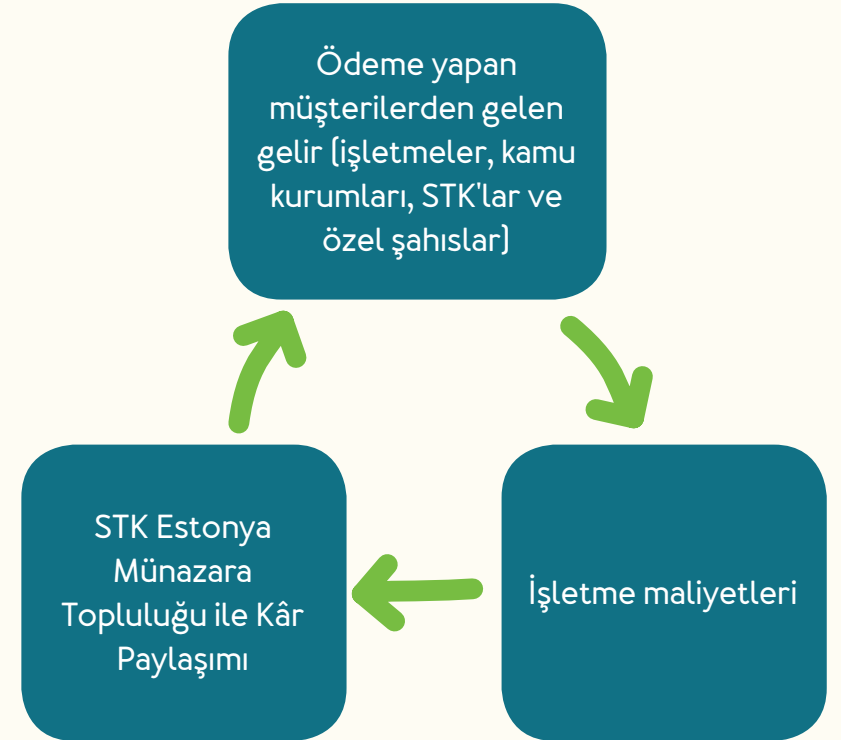 Ödeme yapan
müşterilerden gelen
gelir (işletmeler, kamu
kurumları, STK'lar ve
özel şahıslar)
STK Estonya
Münazara
Topluluğu ile Kâr
Paylaşımı
İşletme maliyetleri